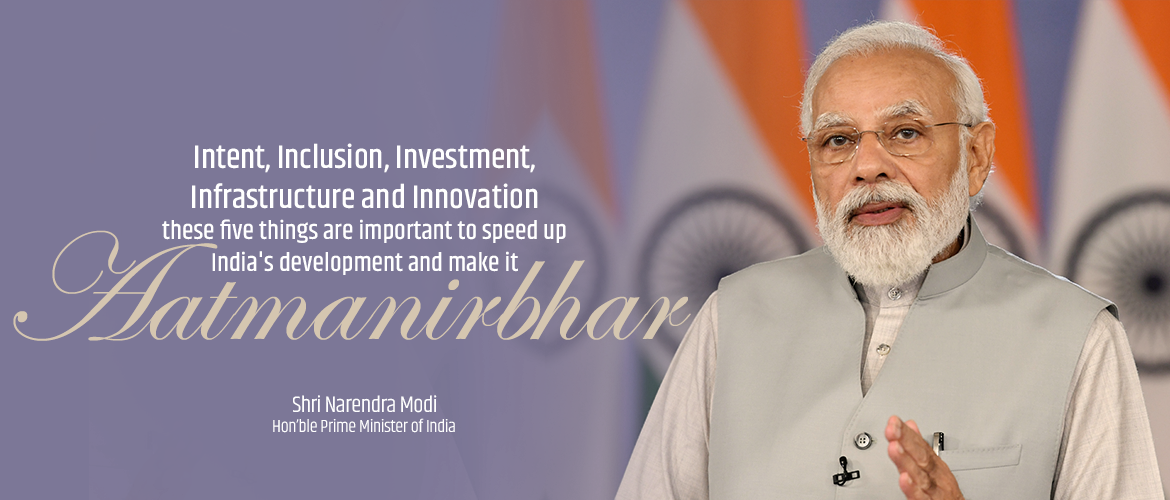 Intent, Inclusion, Investment,
Infrastructure and Innovation
these five things are important to speed up
India's development and make it
Aatmanirbhar
Shri Narendra Modi
Hon'ble Prime Minister of India